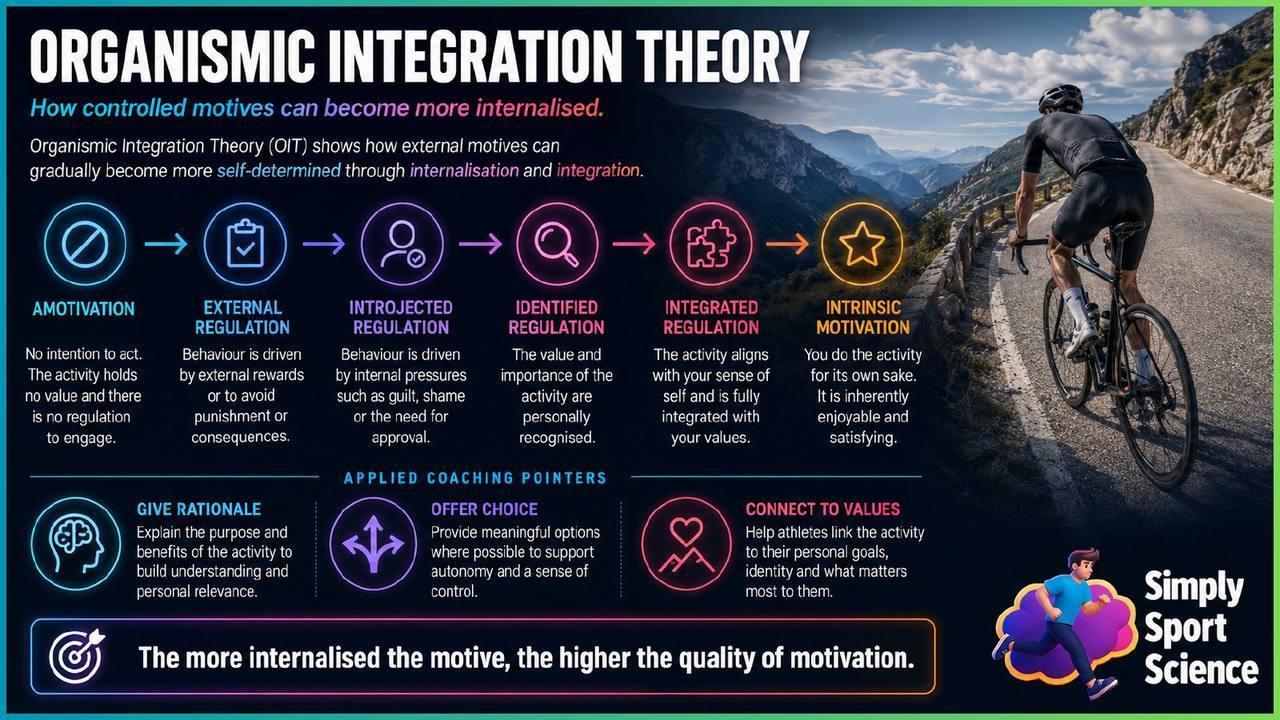 ORGANISMIC INTEGRATION THEORY
How controlled motives can become more internalised.
Organismic Integration Theory (OIT) shows how external motives can
gradually become more self-determined through internalisation and integration.
AMOTIVATION
No intention to act.
The activity holds
no value and there
is no regulation
to engage.
EXTERNAL
REGULATION
Behaviour is driven
by external rewards
or to avoid
punishment or
consequences.
INTROJECTED
REGULATION
Behaviour is driven
by internal pressures
such as guilt, shame
or the need for
approval.
IDENTIFIED
REGULATION
The value and
importance of the
activity are
personally
recognised.
INTEGRATED
REGULATION
The activity aligns
with your sense of
self and is fully
integrated with
your values.
INTRINSIC
MOTIVATION
You do the activity
for its own sake.
It is inherently
enjoyable and
satisfying.
APPLIED COACHING POINTERS
GIVE RATIONALE
Explain the purpose and
benefits of the activity to
build understanding and
personal relevance.
OFFER CHOICE
Provide meaningful options
where possible to support
autonomy and a sense of
control.
CONNECT TO VALUES
Help athletes link the activity
to their personal goals,
identity and what matters
most to them.
The more internalised the motive, the higher the quality of motivation.
Simply
Sport
Science